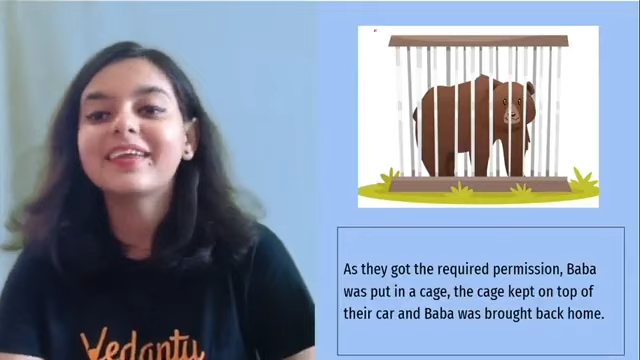 Vedantu
As they got the required permission, Baba
was put in a cage, the cage kept on top of
their car and Baba was brought back home.